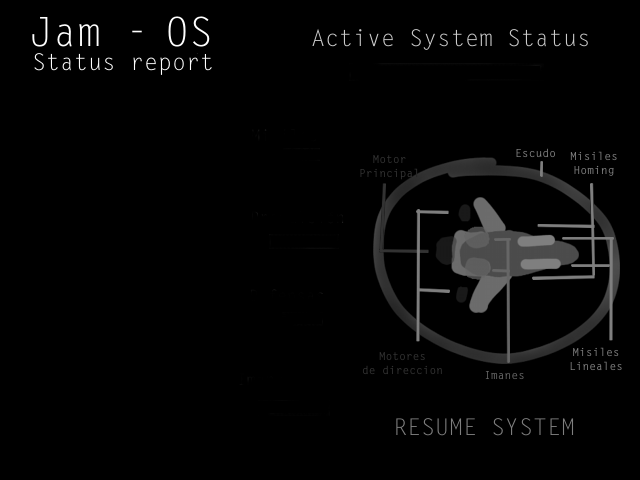 Jam - OS
Status report
Active System Status
Motor
Principal
Escudo
Misiles
Homing
Motores
de direccion
Imanes
Misiles
Lineales
RESUME SYSTEM